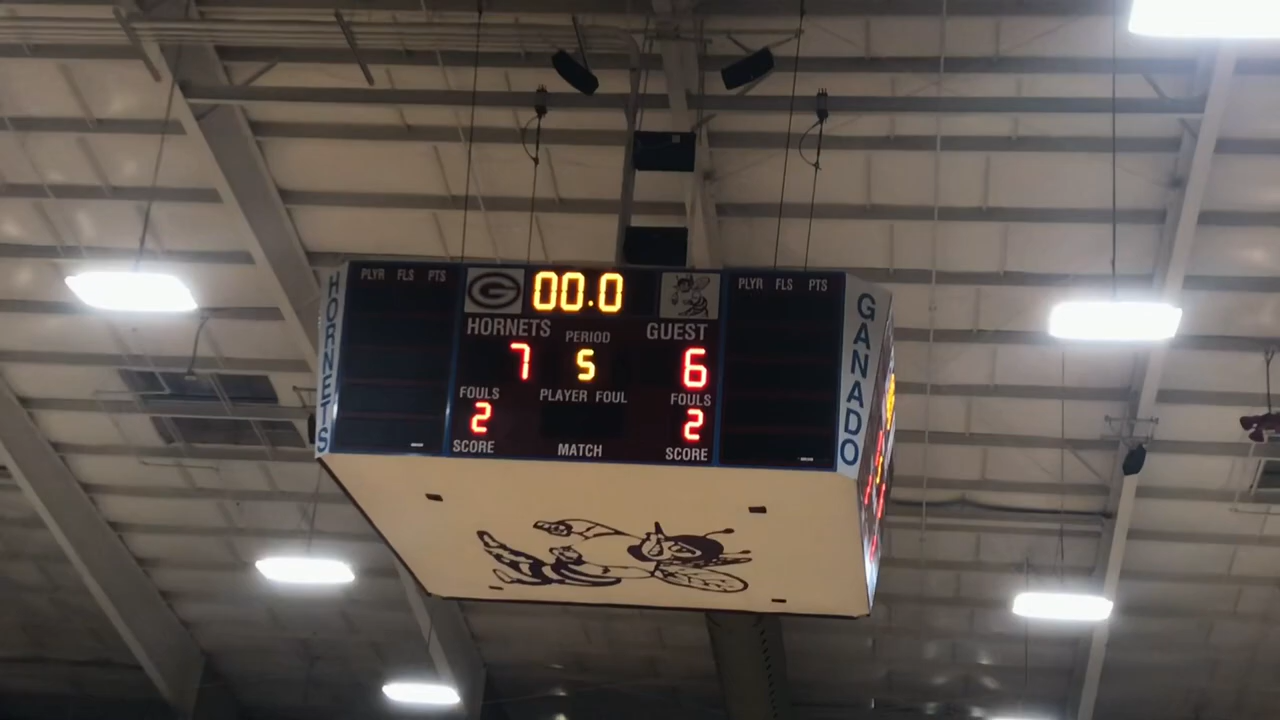 HORNETS
PLYR FLS PTS
G
00.0
PLYR FLS PTS
HORNETS PERIOD GUEST
7 5 6
FOULS PLAYER FOUL FOULS
2 2
SCORE MATCH SCORE
GANADO